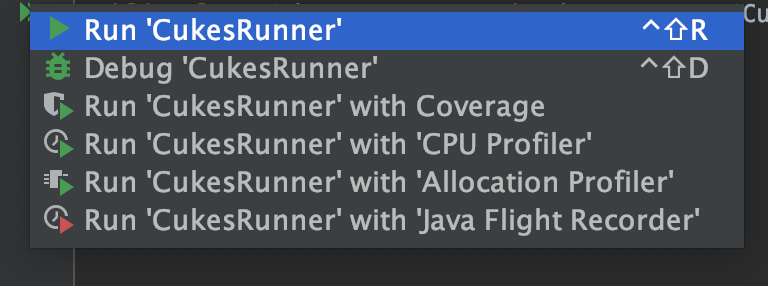 Run 'CukesRunner' ^⇧R
Debug 'CukesRunner' ^⇧D
Run 'CukesRunner' with Coverage
Run 'CukesRunner' with 'CPU Profiler'
Run 'CukesRunner' with 'Allocation Profiler'
Run 'CukesRunner' with 'Java Flight Recorder'